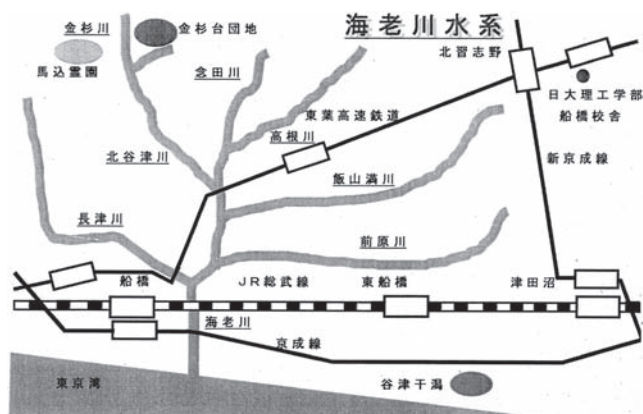 海老川水系
金杉川
金杉台団地
馬込霊園
念田川
北習志野
日大理工学部
船橋校舎
東葉高速鉄道
高根川
北谷津川
飯山満川
新京成線
長津川
前原川
船橋
JR総武線
東船橋
津田沼
海老川
京成線
東京湾
谷津干潟